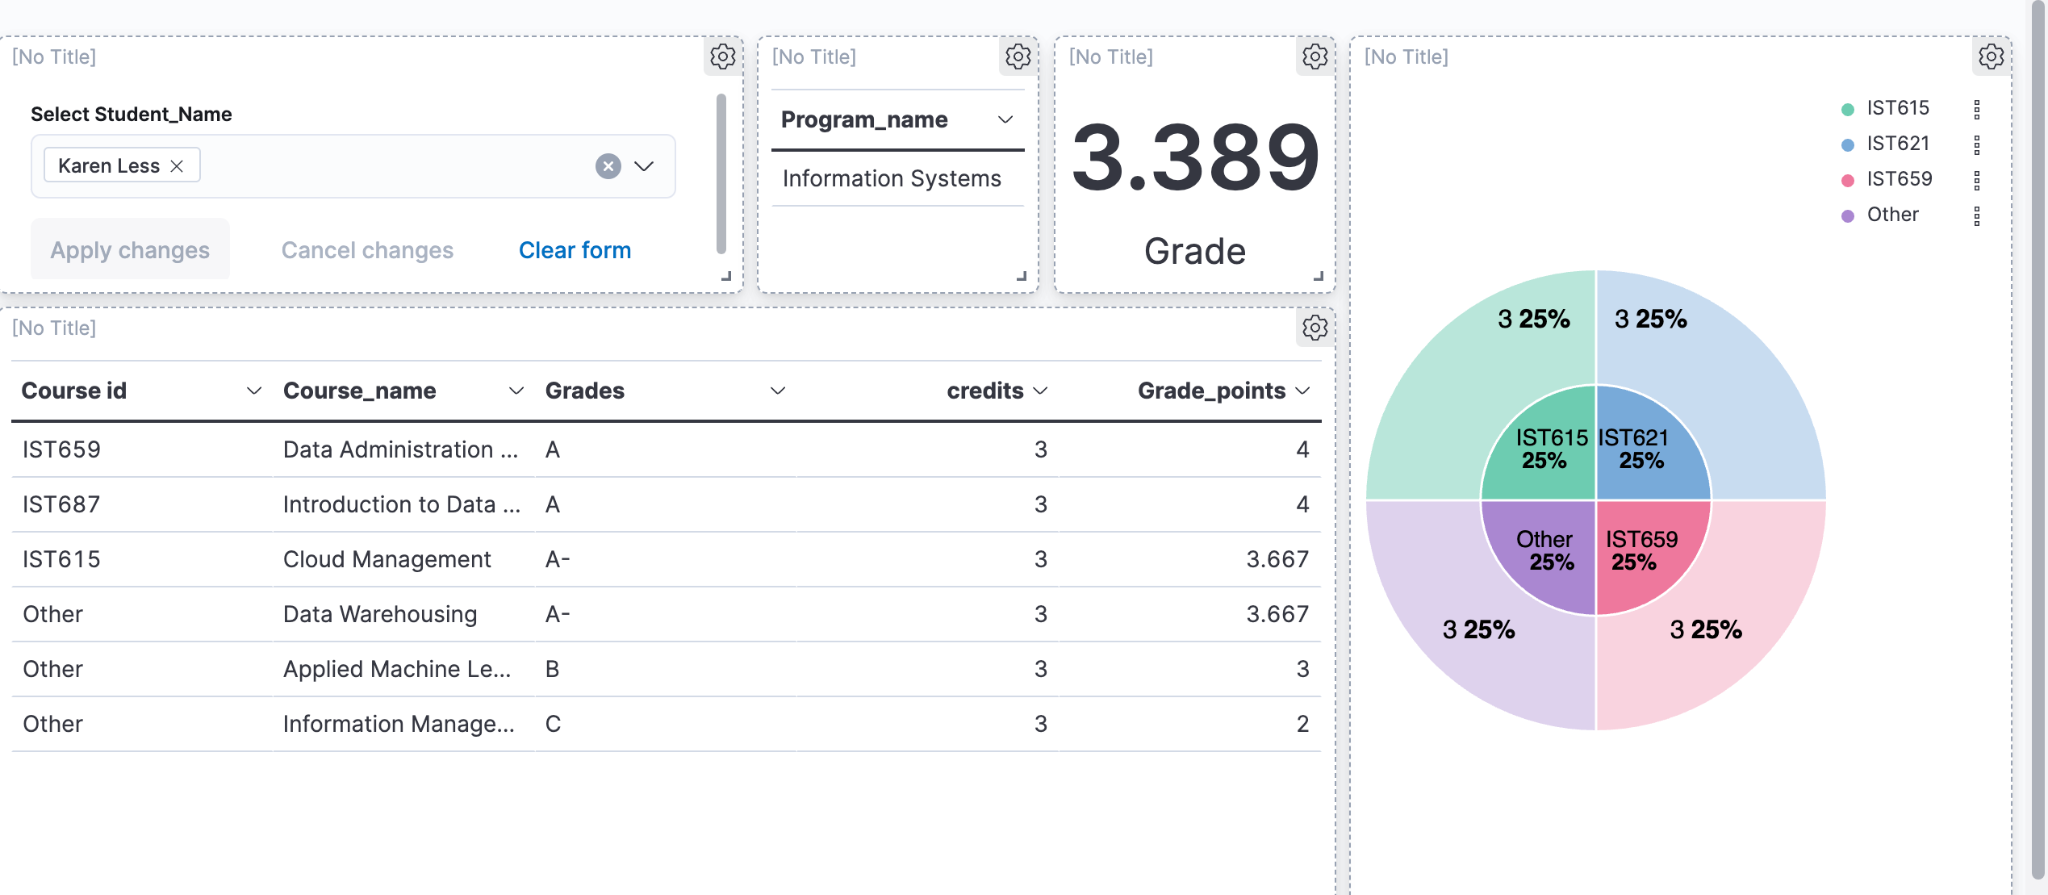 [No Title]
Select Student_Name
Karen Less
Apply changes
Cancel changes
Clear form
[No Title]
Program_name
Information Systems
[No Title]
3.389
Grade
[No Title]
IST615
IST621
IST659
Other
3 25%
3 25%
IST615
25%
IST621
25%
Other
25%
IST659
25%
3 25%
3 25%
[No Title]
Course id Course_name Grades credits Grade_points
IST659 Data Administration ... A 3 4
IST687 Introduction to Data ... A 3 4
IST615 Cloud Management A- 3 3.667
Other Data Warehousing A- 3 3.667
Other Applied Machine Le... B 3 3
Other Information Manage... C 3 2